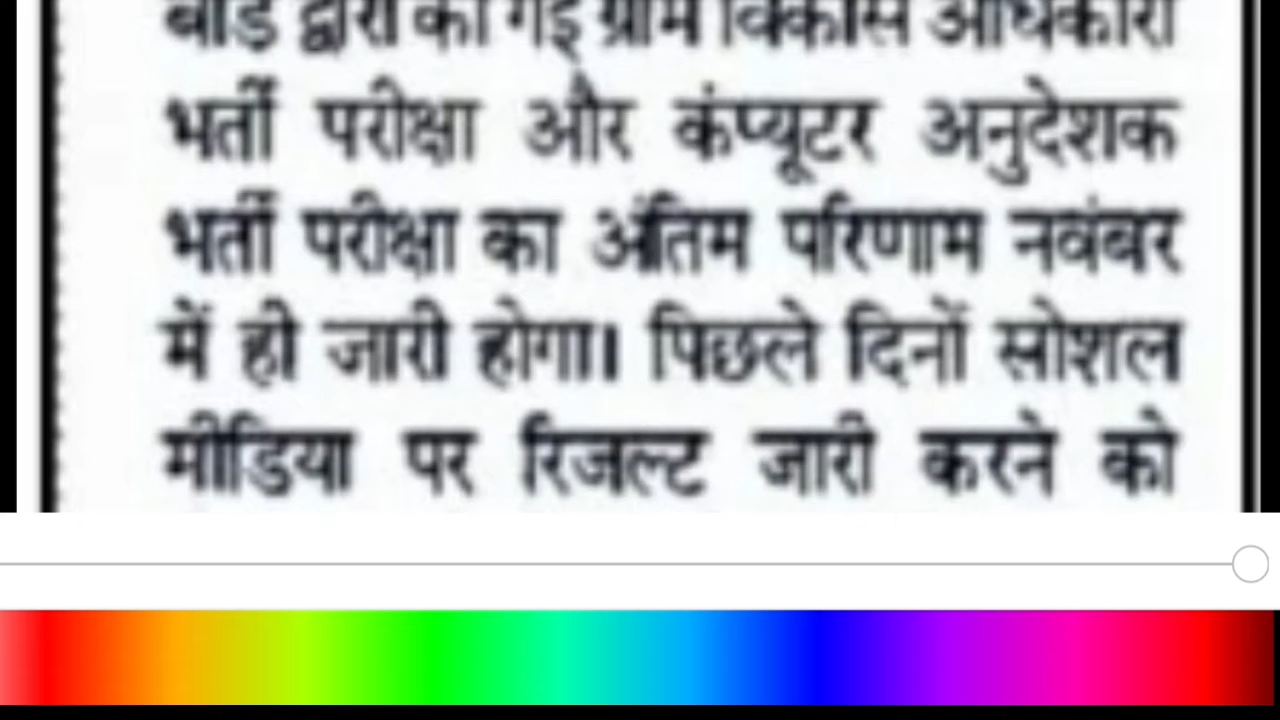 बोर्ड द्वारा की गई ग्राम विकास अधिकारी
भर्ती परीक्षा और कंप्यूटर अनुदेशक
भर्ती परीक्षा का अंतिम परिणाम नवंबर
में ही जारी होगा। पिछले दिनों सोशल
मीडिया पर रिजल्ट जारी करने को